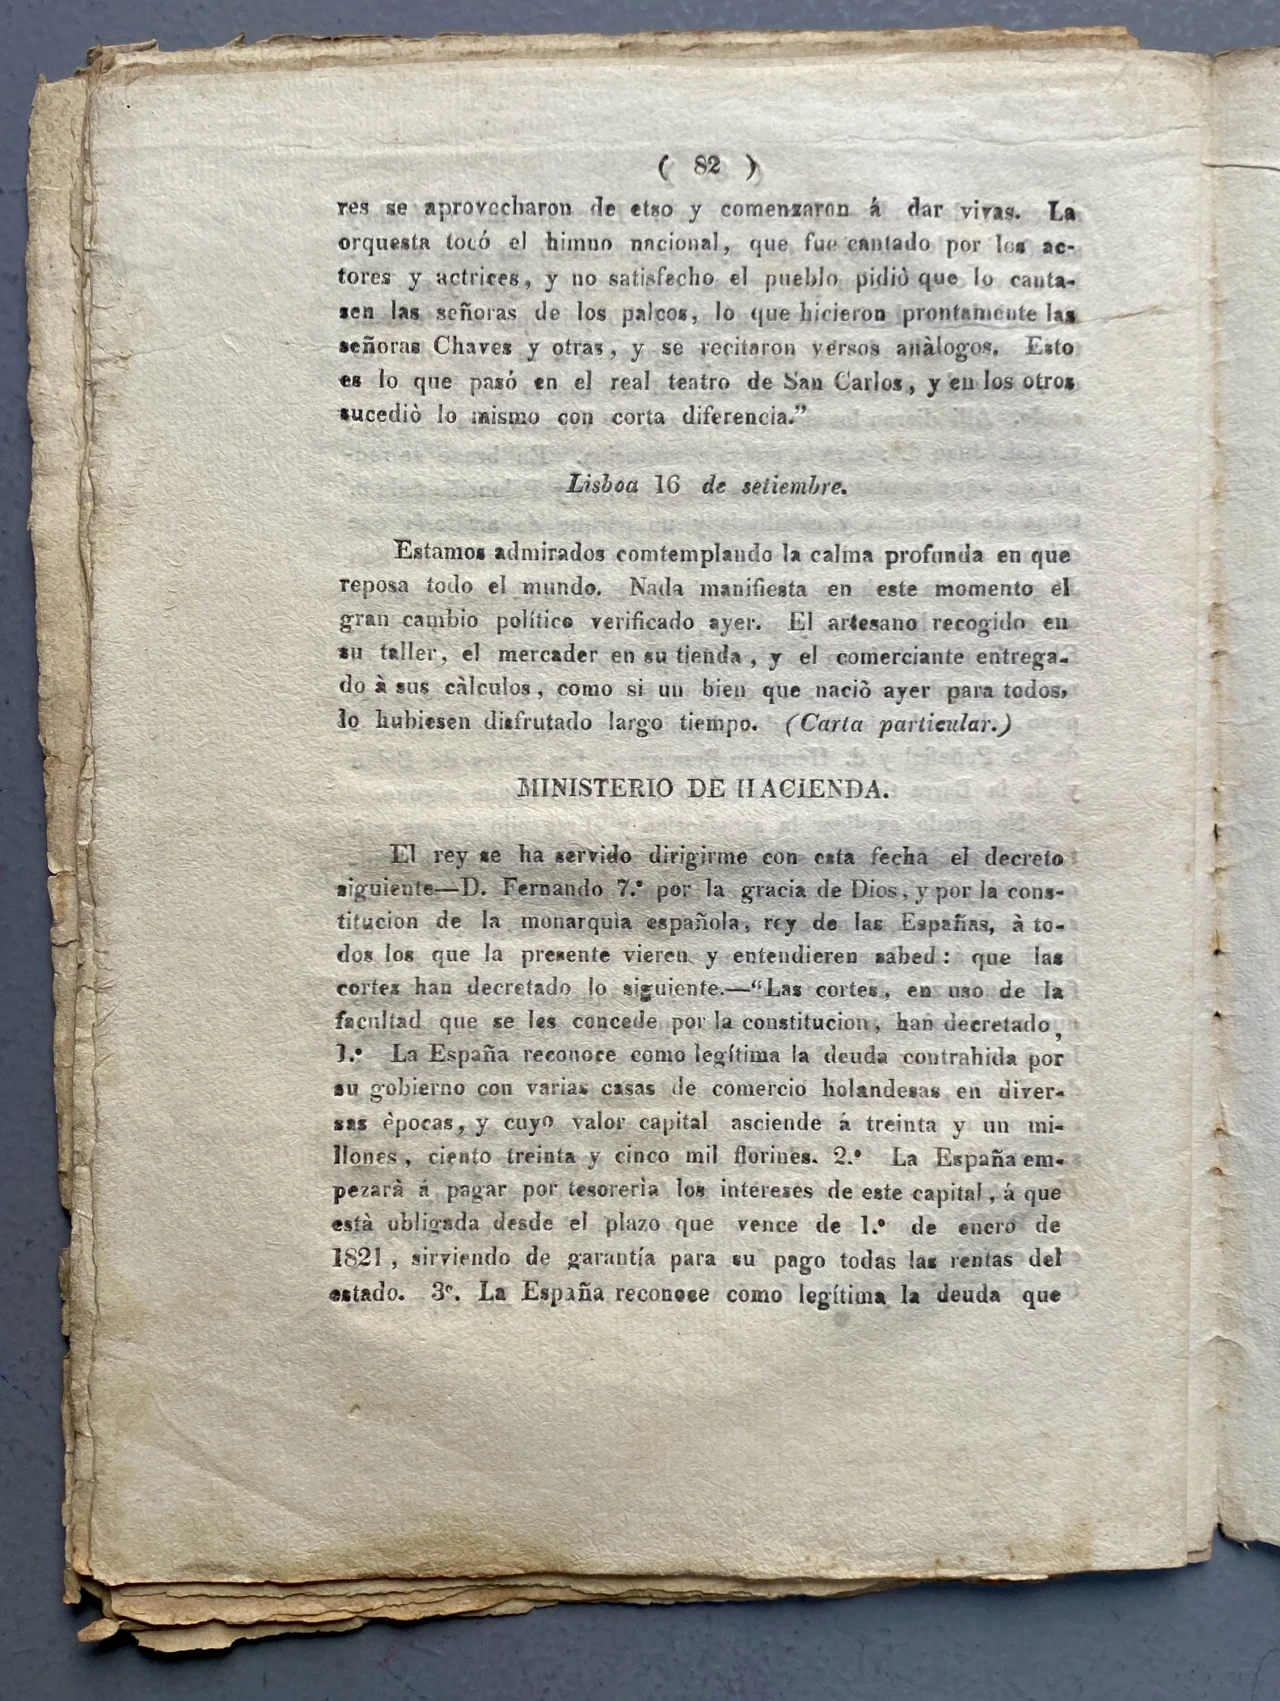 ( 82 )
res se aprovecharon de etso y comenzaron á dar vivas. La
orquesta tocó el himno nacional, que fue cantado por los ac-
tores y actrices, y no satisfecho el pueblo pidiò que lo canta-
sen las señoras de los palcos, lo que hicieron prontamente las
señoras Chaves y otras, y se recitaron versos anàlogos. Esto
es lo que pasó en el real teatro de San Carlos, y en los otros
sucediò lo mismo con corta diferencia.”
Lisboa 16 de setiembre.
Estamos admirados comtemplando la calma profunda en que
reposa todo el mundo. Nada manifiesta en este momento el
gran cambio político verificado ayer. El artesano recogido en
su taller, el mercader en su tienda, y el comerciante entrega-
do à sus càlculos, como si un bien que naciò ayer para todos,
lo hubiesen disfrutado largo tiempo. (Carta particular.)
MINISTERIO DE HACIENDA.
El rey se ha servido dirigirme con esta fecha el decreto
siguiente—D. Fernando 7.º por la gracia de Dios, y por la cons-
titucion de la monarquìa española, rey de las Españas, à to-
dos los que la presente vieren y entendieren sabed: que las
cortes han decretado lo siguiente.—“Las cortes, en uso de la
facultad que se les concede por la constitucion, han decretado,
1.º La España reconoce como legítima la deuda contrahida por
su gobierno con varias casas de comercio holandesas en diver-
sas èpocas, y cuyo valor capital asciende á treinta y un mi-
llones, ciento treinta y cinco mil florines. 2.º La España em-
pezarà á pagar por tesorerìa los intereses de este capital, á que
està obligada desde el plazo que vence de 1.º de enero de
1821, sirviendo de garantía para su pago todas las rentas del
estado. 3º. La España reconoce como legítima la deuda que